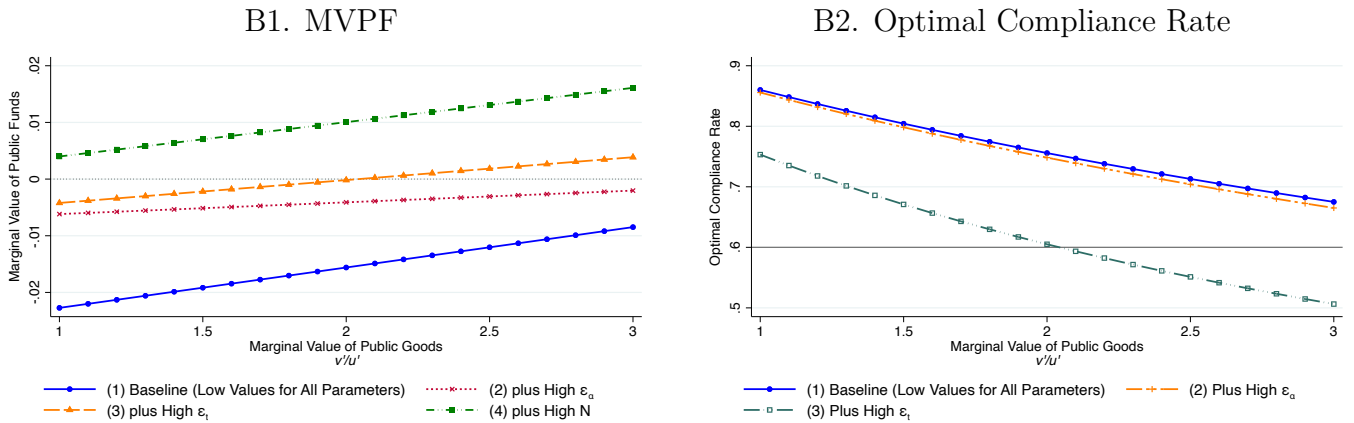 B1. MVPF
Marginal Value of Public Funds
.02
.01
0
-.01
-.02
1
1.5
2
2.5
3
Marginal Value of Public Goods
v'/u'
(1) Baseline (Low Values for All Parameters)
(2) plus High εα
(3) plus High εt
(4) plus High N
B2. Optimal Compliance Rate
Optimal Compliance Rate
.9
.8
.7
.6
.5
1
1.5
2
2.5
3
Marginal Value of Public Goods
v'/u'
(1) Baseline (Low Values for All Parameters)
(2) Plus High εα
(3) Plus High εt